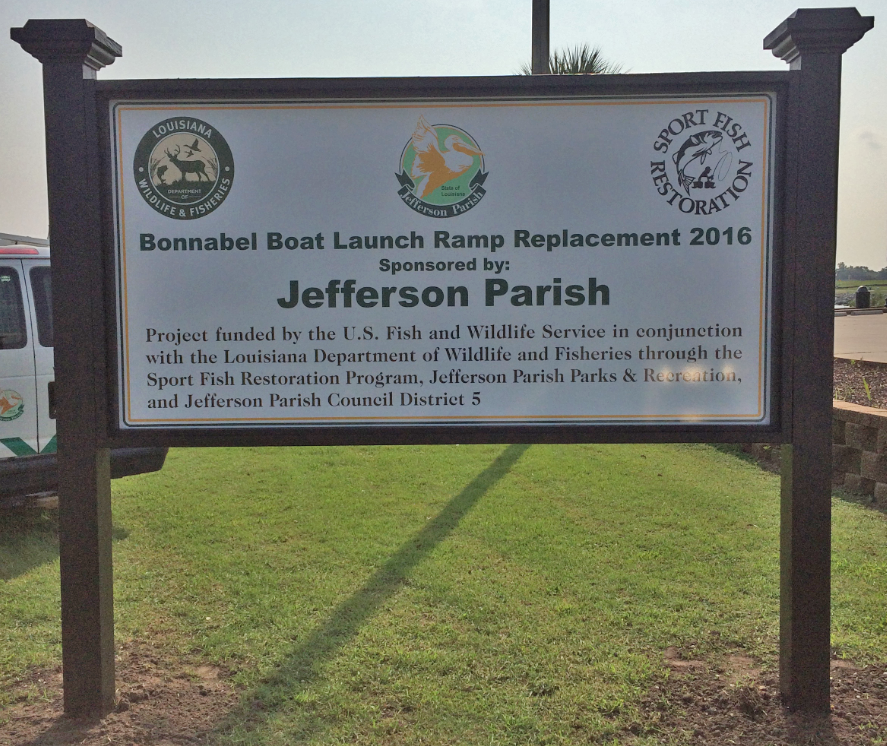 LOUISIANA
DEPARTMENT
OF
WILDLIFE & FISHERIES
State of
Louisiana
Jefferson Parish
SPORT FISH
RESTORATION
Bonnabel Boat Launch Ramp Replacement 2016
Sponsored by:
Jefferson Parish
Project funded by the U.S. Fish and Wildlife Service in conjunction
with the Louisiana Department of Wildlife and Fisheries through the
Sport Fish Restoration Program, Jefferson Parish Parks & Recreation,
and Jefferson Parish Council District 5